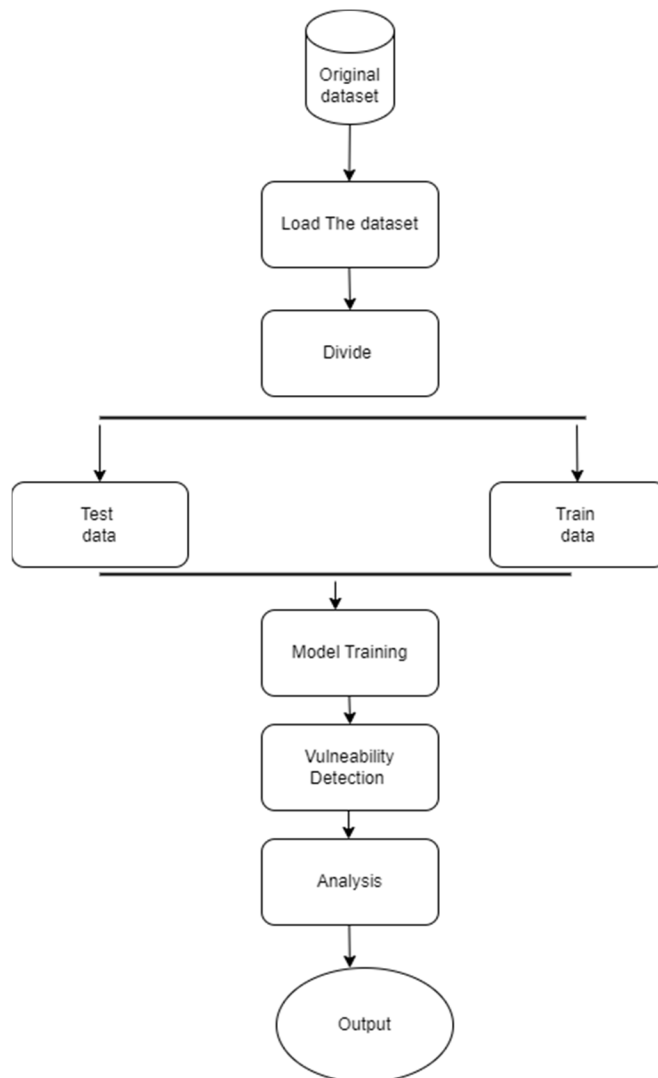 Original
dataset
Load The dataset
Divide
Test
data
Train
data
Model Training
Vulneability
Detection
Analysis
Output